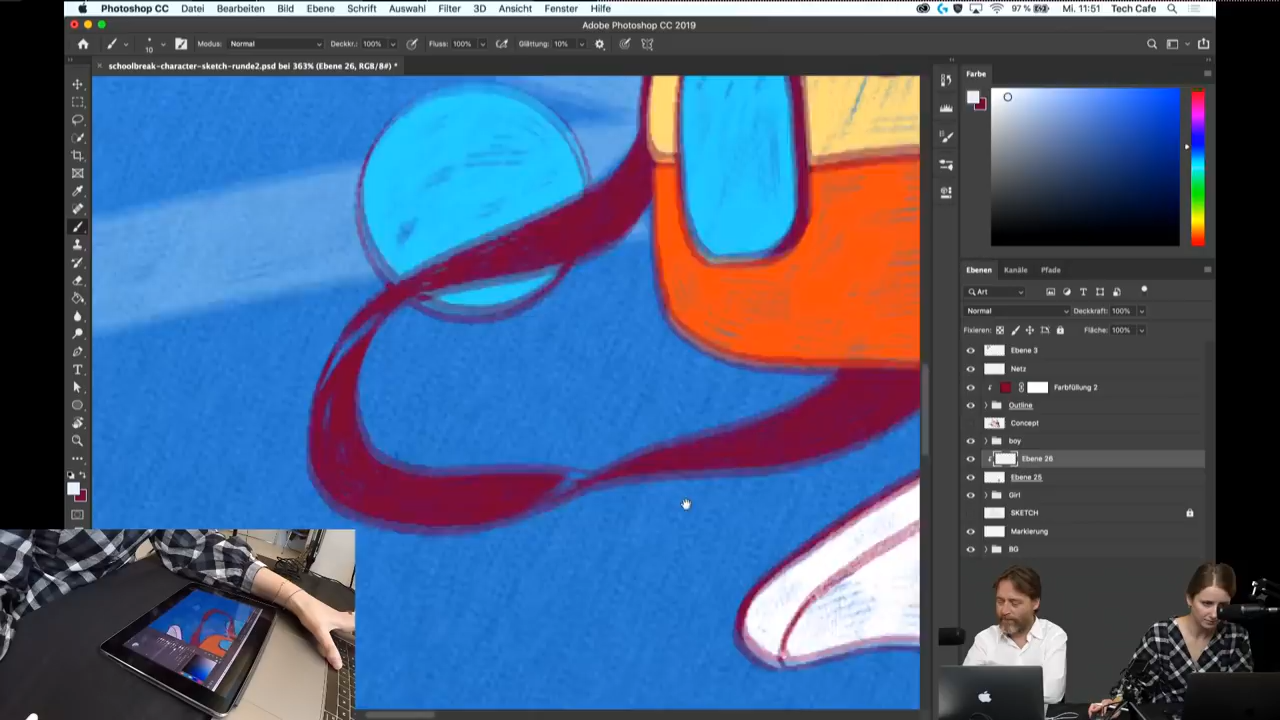 Photoshop CC Datei Bearbeiten Bild Ebene Schrift Auswahl Filter 3D Ansicht Fenster Hilfe 97 % Mi. 11:51 Tech Cafe
Adobe Photoshop CC 2019
10 Modus: Normal Deckkr.: 100% Fluss: 100% Glättung: 10%
schoolbreak-character-sketch-runde2.psd bei 363% (Ebene 26, RGB/8#) *
Farbe
Ebenen Kanäle Pfade
Art
Normal Deckkraft: 100%
Fixieren: Fläche: 100%
Ebene 3
Netz
Farbfüllung 2
Outline
Concept
boy
Ebene 26
Ebene 25
Girl
SKETCH
Markierung
BG